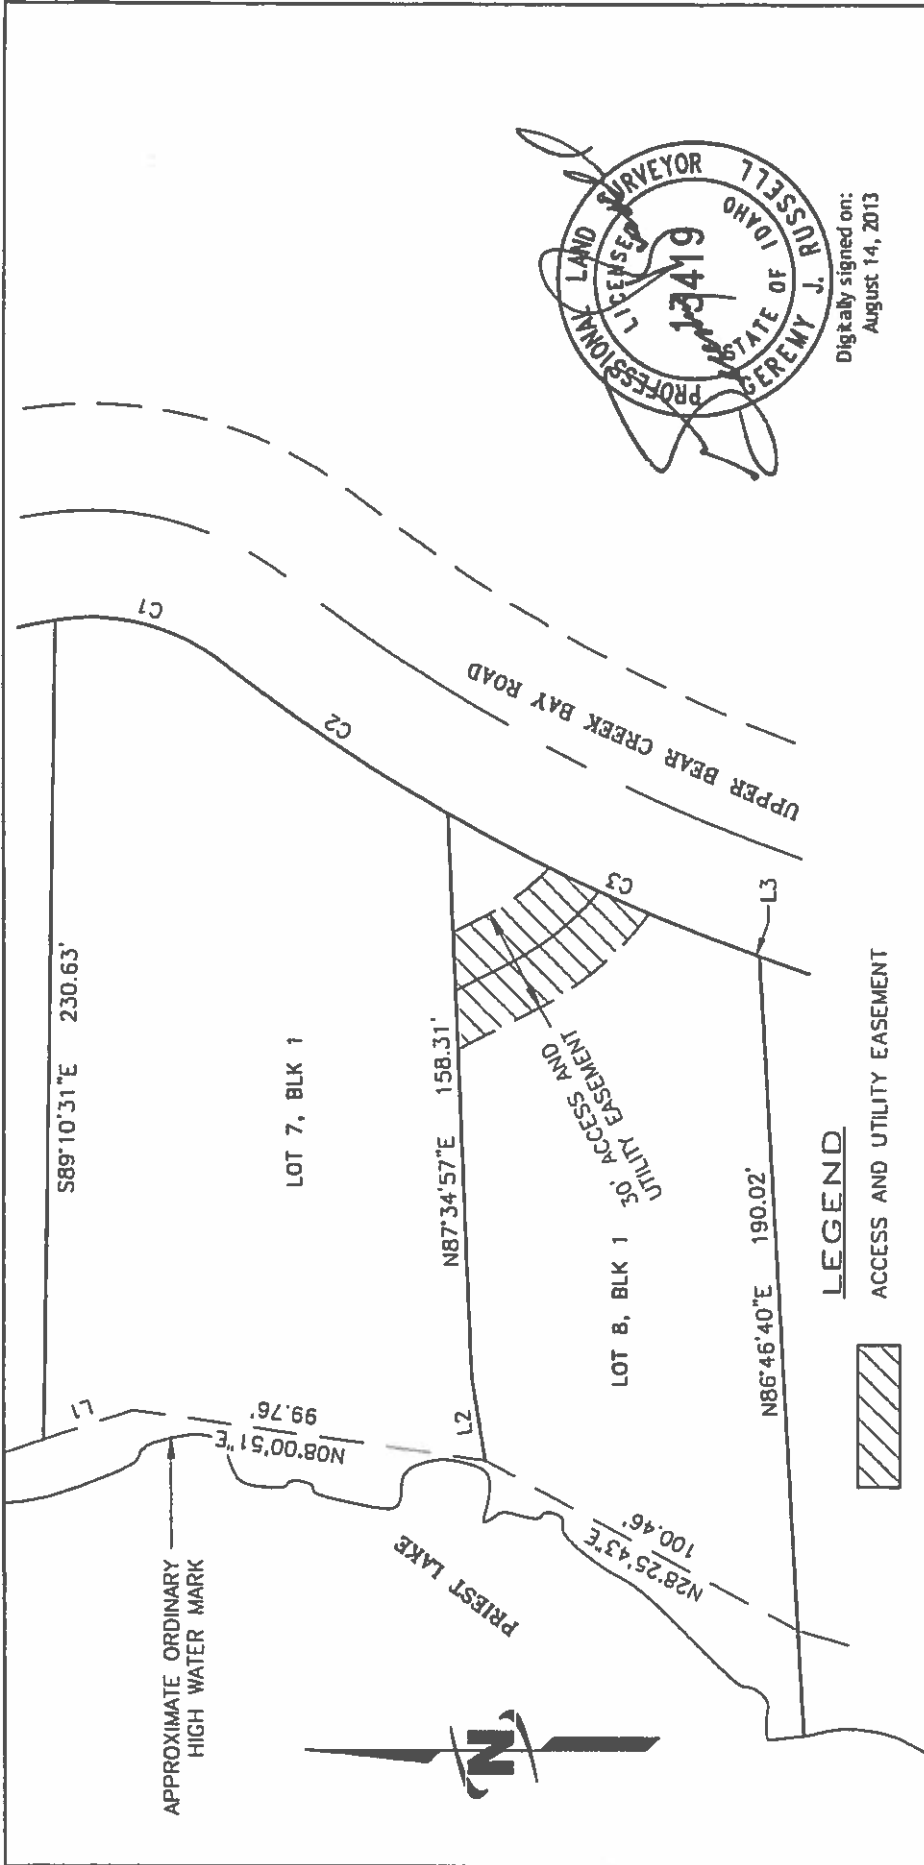 S89°10'31"E 230.63'
L1
C1
APPROXIMATE ORDINARY
HIGH WATER MARK
N08°00'51"E
99.76'
LOT 7, BLK 1
C2
PRIEST LAKE
L2
N87°34'57"E 158.31'
UPPER BEAR CREEK BAY ROAD
N
30' ACCESS AND
UTILITY EASEMENT
C3
LOT 8, BLK 1
N28°25'43"E
100.46'
N86°46'40"E 190.02'
L3
LEGEND
ACCESS AND UTILITY EASEMENT
PROFESSIONAL LAND SURVEYOR
LICENSED
13419
STATE OF IDAHO
GEREMY T. RUSSELL
Digitally signed on:
August 14, 2013